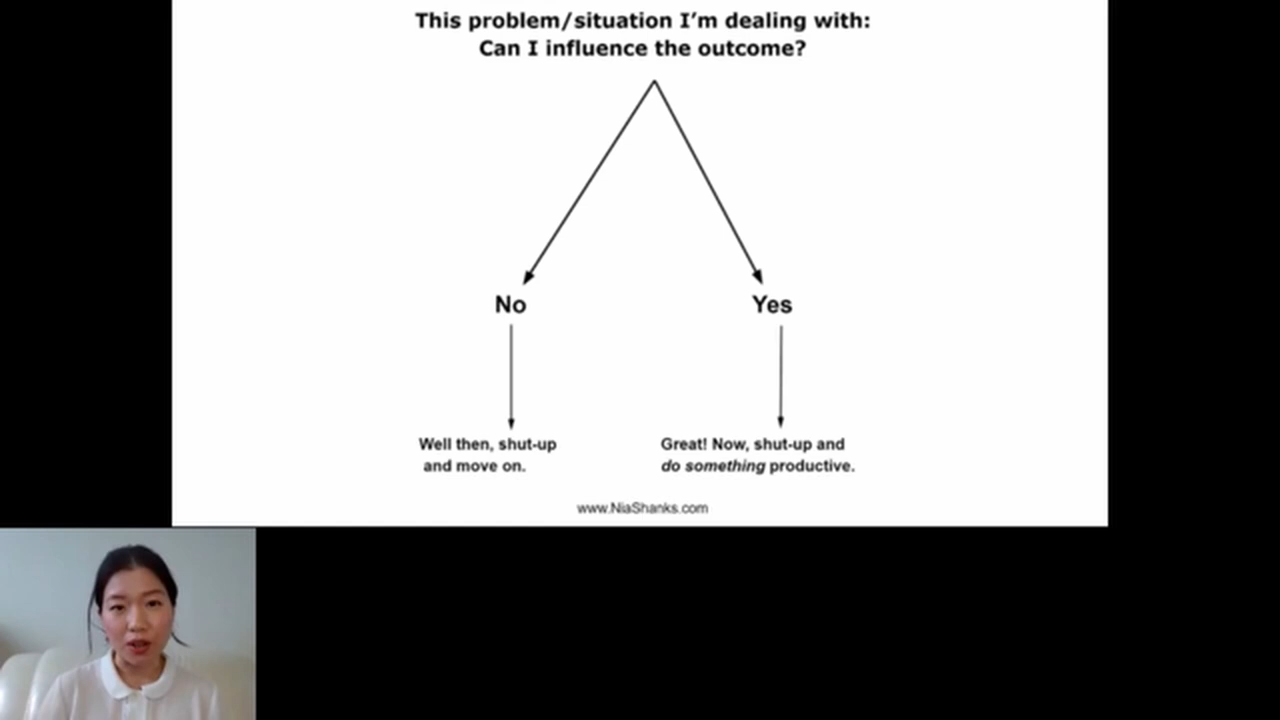 This problem/situation I'm dealing with:
Can I influence the outcome?
No
Yes
Well then, shut-up
and move on.
Great! Now, shut-up and
do something productive.
www.NiaShanks.com